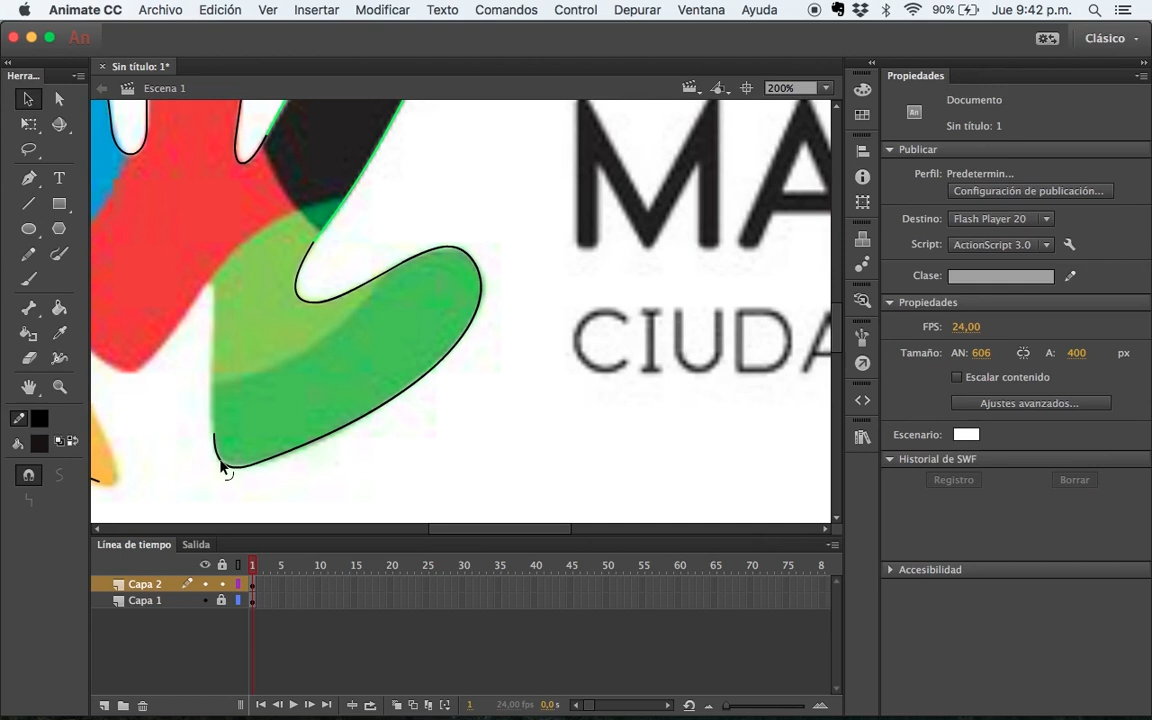 Animate CC Archivo Edición Ver Insertar Modificar Texto Comandos Control Depurar Ventana Ayuda 90% Jue 9:42 p.m.
An Clásico
Herra... Sin título: 1* Propiedades
Escena 1 200%
Documento
An
Sin título: 1
Publicar
Perfil: Predetermin...
Configuración de publicación...
Destino: Flash Player 20
Script: ActionScript 3.0
Clase:
Propiedades
FPS: 24,00
Tamaño: AN: 606 A: 400 px
Escalar contenido
Ajustes avanzados...
Escenario:
Historial de SWF
Registro Borrar
Accesibilidad
MA
CIUDA
T
Línea de tiempo Salida
1 5 10 15 20 25 30 35 40 45 50 55 60 65 70 75 8
Capa 2
Capa 1
1 24,00 fps 0,0 s